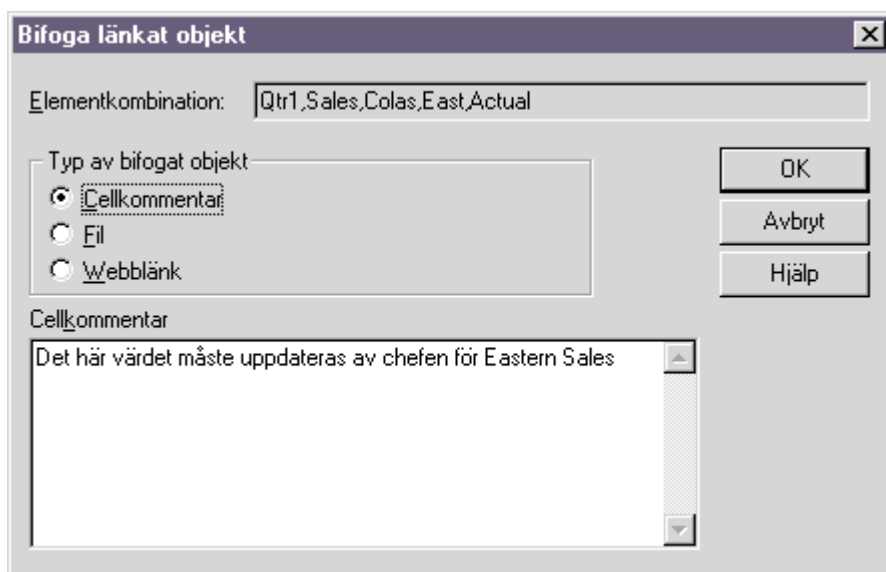 Bifoga länkat objekt
Elementkombination: Qtr1,Sales,Colas,East,Actual
Typ av bifogat objekt
Cellkommentar
Fil
Webblänk
OK
Avbryt
Hjälp
Cellkommentar
Det här värdet måste uppdateras av chefen för Eastern Sales